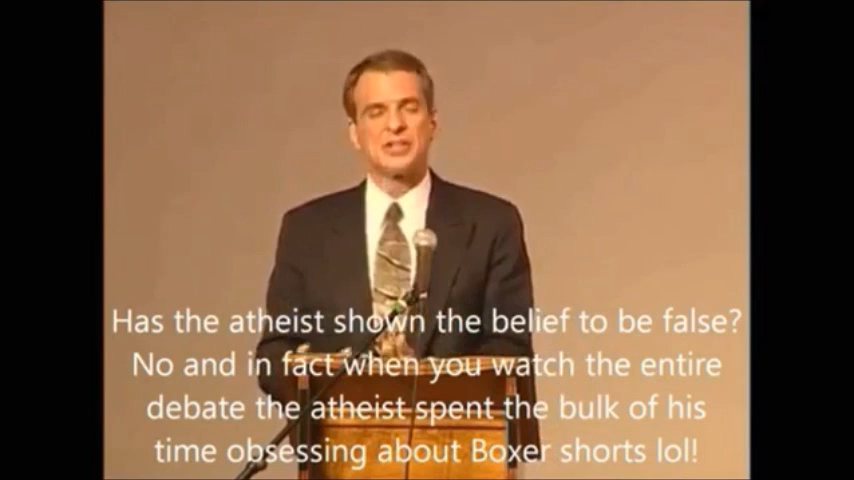 Has the atheist shown the belief to be false?
No and in fact when you watch the entire
debate the atheist spent the bulk of his
time obsessing about Boxer shorts lol!